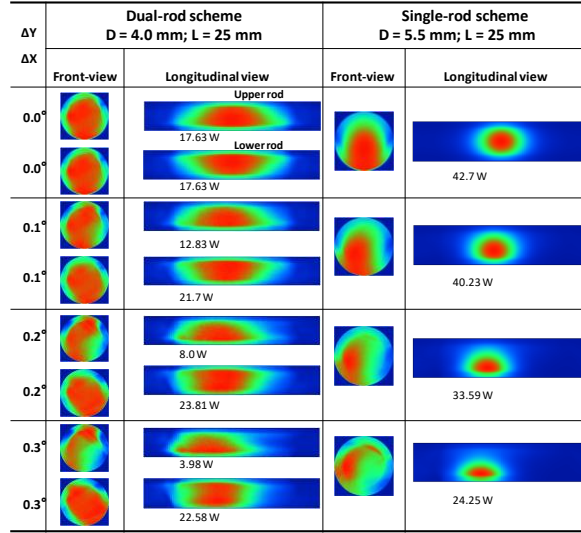 ΔY
ΔX
Dual-rod scheme
D = 4.0 mm; L = 25 mm
Single-rod scheme
D = 5.5 mm; L = 25 mm
Front-view
Longitudinal view
Front-view
Longitudinal view
0.0°
Upper rod
17.63 W
0.0°
Lower rod
17.63 W
42.7 W
0.1°
12.83 W
0.1°
21.7 W
40.23 W
0.2°
8.0 W
0.2°
23.81 W
33.59 W
0.3°
3.98 W
0.3°
22.58 W
24.25 W